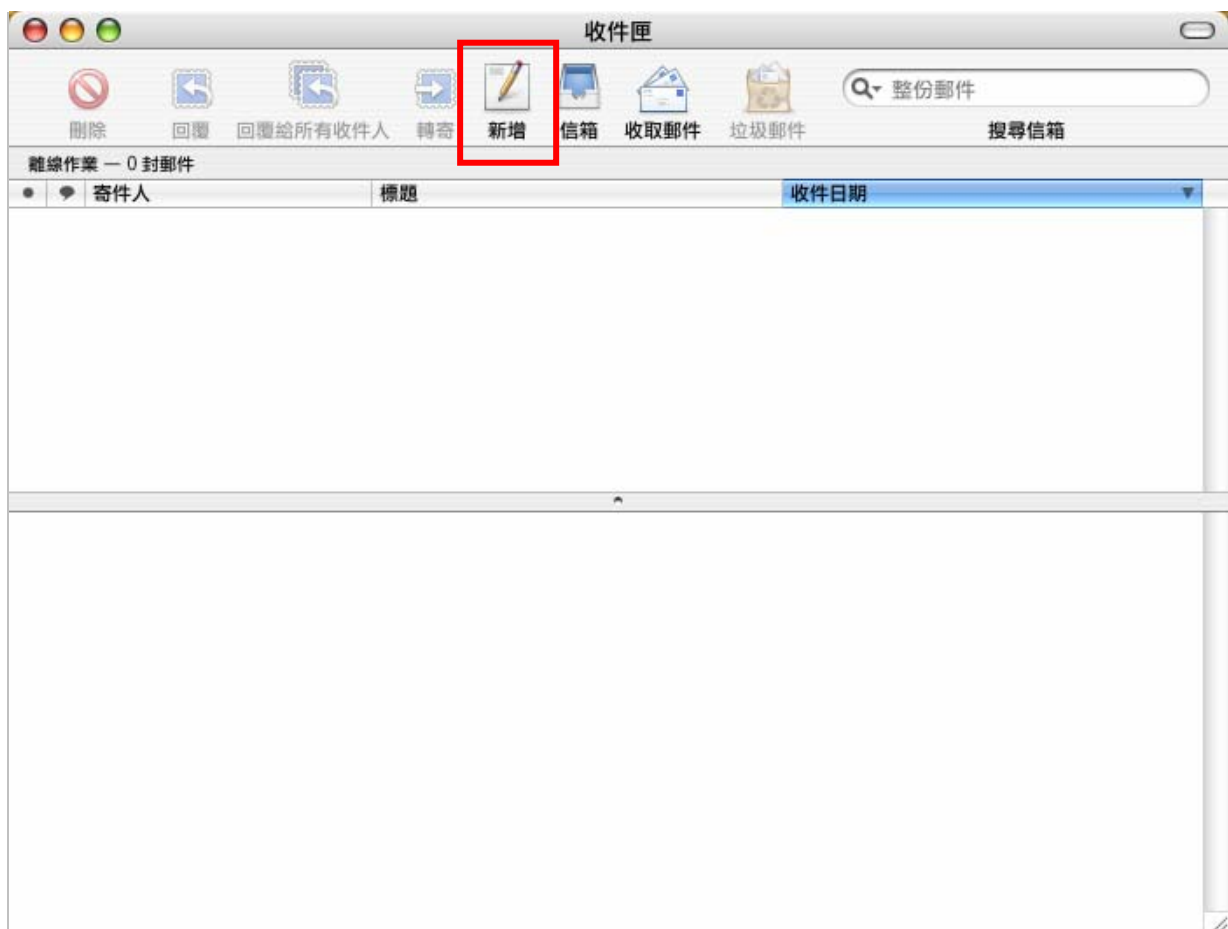 收件匣
整份郵件
刪除 回覆 回覆給所有收件人 轉寄 新增 信箱 收取郵件 垃圾郵件 搜尋信箱
離線作業 — 0 封郵件
寄件人 標題 收件日期